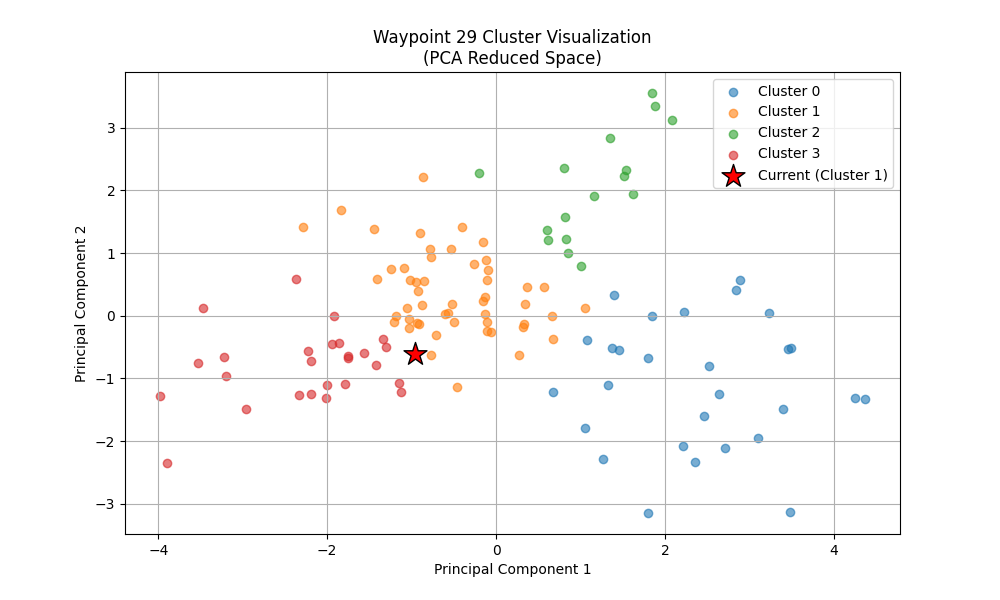 Waypoint 29 Cluster Visualization
(PCA Reduced Space)
Cluster 0
Cluster 1
Cluster 2
Cluster 3
Current (Cluster 1)
Principal Component 2
3
2
1
0
−1
−2
−3
−4
−2
0
2
4
Principal Component 1